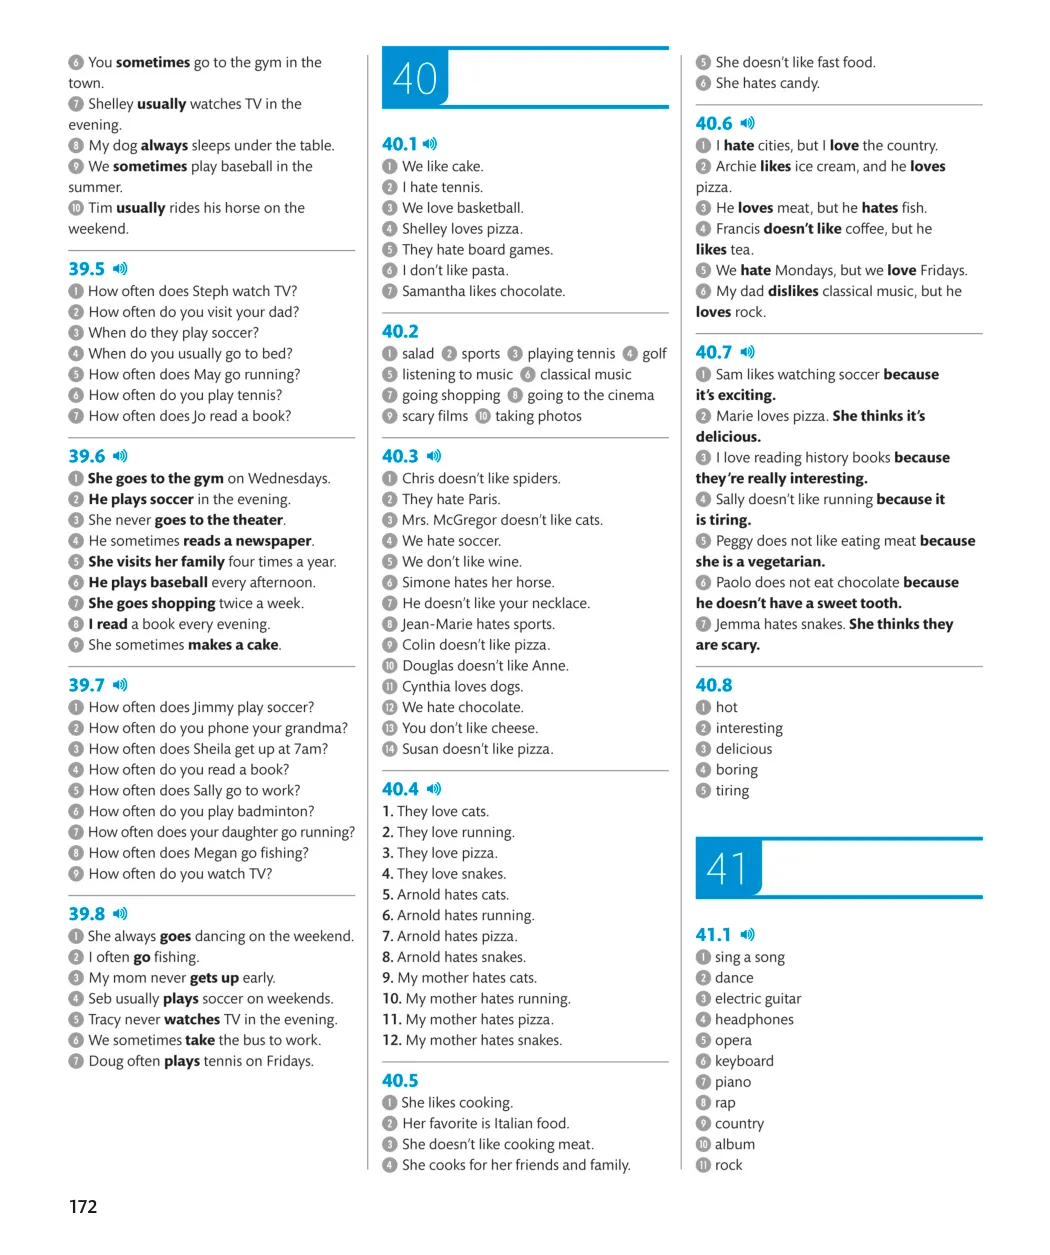 6 You sometimes go to the gym in the
town.
7 Shelley usually watches TV in the
evening.
8 My dog always sleeps under the table.
9 We sometimes play baseball in the
summer.
10 Tim usually rides his horse on the
weekend.
39.5
1 How often does Steph watch TV?
2 How often do you visit your dad?
3 When do they play soccer?
4 When do you usually go to bed?
5 How often does May go running?
6 How often do you play tennis?
7 How often does Jo read a book?
39.6
1 She goes to the gym on Wednesdays.
2 He plays soccer in the evening.
3 She never goes to the theater.
4 He sometimes reads a newspaper.
5 She visits her family four times a year.
6 He plays baseball every afternoon.
7 She goes shopping twice a week.
8 I read a book every evening.
9 She sometimes makes a cake.
39.7
1 How often does Jimmy play soccer?
2 How often do you phone your grandma?
3 How often does Sheila get up at 7am?
4 How often do you read a book?
5 How often does Sally go to work?
6 How often do you play badminton?
7 How often does your daughter go running?
8 How often does Megan go fishing?
9 How often do you watch TV?
39.8
1 She always goes dancing on the weekend.
2 I often go fishing.
3 My mom never gets up early.
4 Seb usually plays soccer on weekends.
5 Tracy never watches TV in the evening.
6 We sometimes take the bus to work.
7 Doug often plays tennis on Fridays.
40
40.1
1 We like cake.
2 I hate tennis.
3 We love basketball.
4 Shelley loves pizza.
5 They hate board games.
6 I don't like pasta.
7 Samantha likes chocolate.
40.2
1 salad 2 sports 3 playing tennis 4 golf
5 listening to music 6 classical music
7 going shopping 8 going to the cinema
9 scary films 10 taking photos
40.3
1 Chris doesn't like spiders.
2 They hate Paris.
3 Mrs. McGregor doesn't like cats.
4 We hate soccer.
5 We don't like wine.
6 Simone hates her horse.
7 He doesn't like your necklace.
8 Jean-Marie hates sports.
9 Colin doesn't like pizza.
10 Douglas doesn't like Anne.
11 Cynthia loves dogs.
12 We hate chocolate.
13 You don't like cheese.
14 Susan doesn't like pizza.
40.4
1. They love cats.
2. They love running.
3. They love pizza.
4. They love snakes.
5. Arnold hates cats.
6. Arnold hates running.
7. Arnold hates pizza.
8. Arnold hates snakes.
9. My mother hates cats.
10. My mother hates running.
11. My mother hates pizza.
12. My mother hates snakes.
40.5
1 She likes cooking.
2 Her favorite is Italian food.
3 She doesn't like cooking meat.
4 She cooks for her friends and family.
5 She doesn't like fast food.
6 She hates candy.
40.6
1 I hate cities, but I love the country.
2 Archie likes ice cream, and he loves
pizza.
3 He loves meat, but he hates fish.
4 Francis doesn't like coffee, but he
likes tea.
5 We hate Mondays, but we love Fridays.
6 My dad dislikes classical music, but he
loves rock.
40.7
1 Sam likes watching soccer because
it's exciting.
2 Marie loves pizza. She thinks it's
delicious.
3 I love reading history books because
they're really interesting.
4 Sally doesn't like running because it
is tiring.
5 Peggy does not like eating meat because
she is a vegetarian.
6 Paolo does not eat chocolate because
he doesn't have a sweet tooth.
7 Jemma hates snakes. She thinks they
are scary.
40.8
1 hot
2 interesting
3 delicious
4 boring
5 tiring
41
41.1
1 sing a song
2 dance
3 electric guitar
4 headphones
5 opera
6 keyboard
7 piano
8 rap
9 country
10 album
11 rock
172